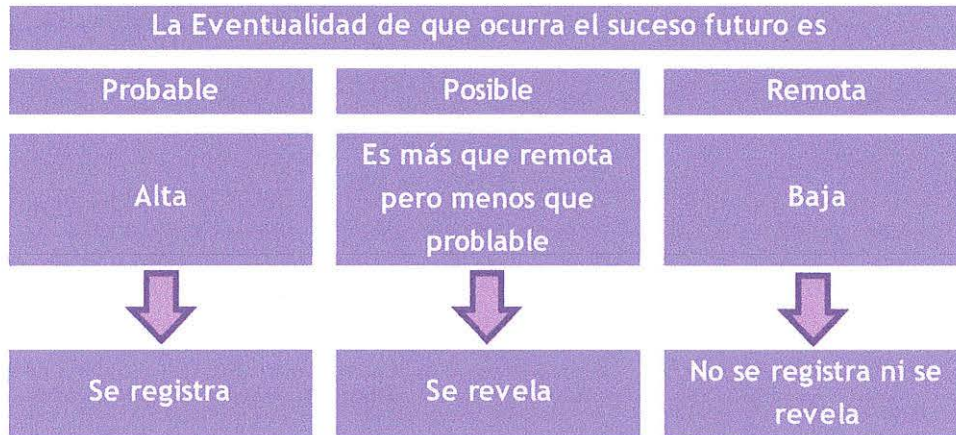 La Eventualidad de que ocurra el suceso futuro es
Probable
Posible
Remota
Alta
Es más que remota
pero menos que
problable
Baja
Se registra
Se revela
No se registra ni se
revela